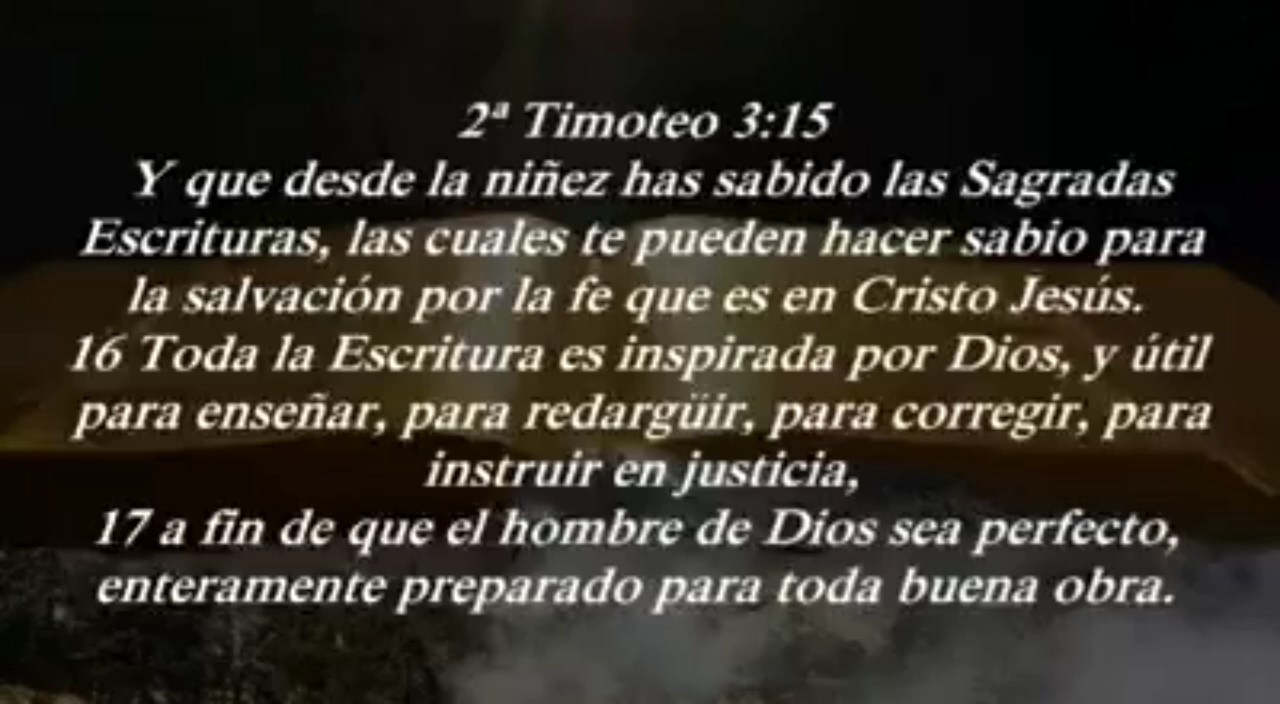 2ª Timoteo 3:15
Y que desde la niñez has sabido las Sagradas
Escrituras, las cuales te pueden hacer sabio para
la salvación por la fe que es en Cristo Jesús.
16 Toda la Escritura es inspirada por Dios, y útil
para enseñar, para redargüir, para corregir, para
instruir en justicia,
17 a fin de que el hombre de Dios sea perfecto,
enteramente preparado para toda buena obra.